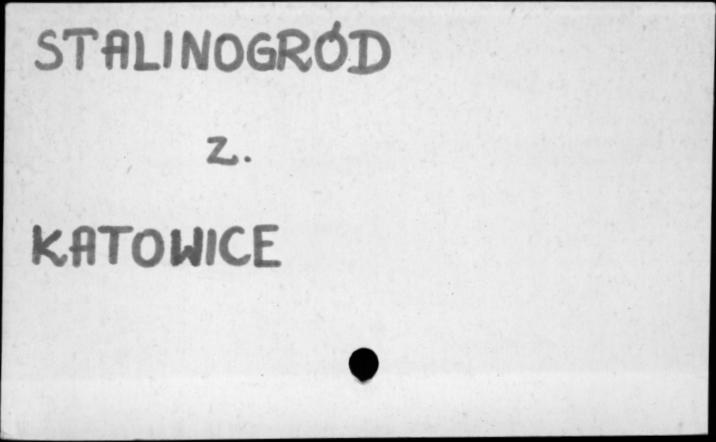 STALINOGRÓD
z.
KATOWICE